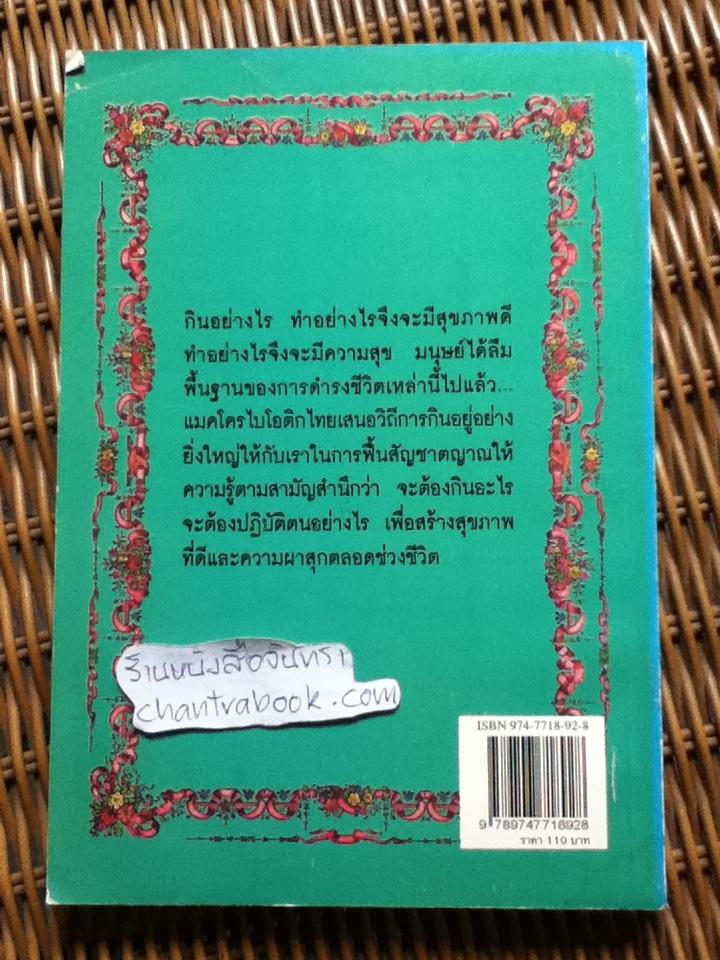 กินอย่างไร ทำอย่างไรจึงจะมีสุขภาพดี
ทำอย่างไรจึงจะมีความสุข มนุษย์ได้ลืม
พื้นฐานของการดำรงชีวิตเหล่านี้ไปแล้ว...
แมคโครไบโอติกไทยเสนอวิถีการกินอยู่อย่าง
ยิ่งใหญ่ให้กับเราในการฟื้นสัญชาตญาณให้
ความรู้ตามสามัญสำนึกว่า จะต้องกินอะไร
จะต้องปฏิบัติตนอย่างไร เพื่อสร้างสุขภาพ
ที่ดีและความผาสุกตลอดช่วงชีวิต
ร้านหนังสือจันทรา
chantrabook.com
ISBN 974-7718-92-8
9 789747 718928
ราคา 110 บาท